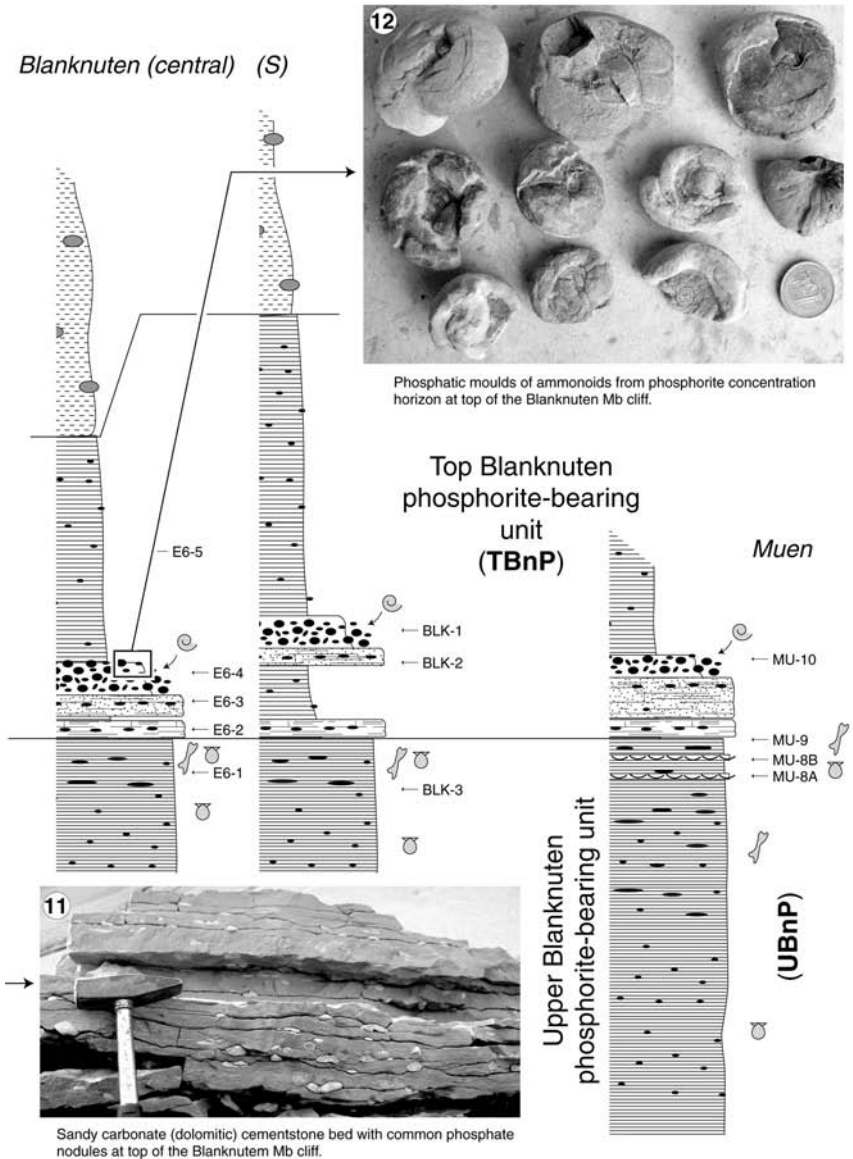 12
Blanknuten (central) (S)
Phosphatic moulds of ammonoids from phosphorite concentration
horizon at top of the Blanknuten Mb cliff.
Top Blanknuten
phosphorite-bearing
unit
(TBnP)
Muen
E6-5
BLK-1
BLK-2
E6-4
E6-3
E6-2
E6-1
BLK-3
MU-10
MU-9
MU-8B
MU-8A
Upper Blanknuten
phosphorite-bearing unit
(UBnP)
11
Sandy carbonate (dolomitic) cementstone bed with common phosphate
nodules at top of the Blanknutem Mb cliff.